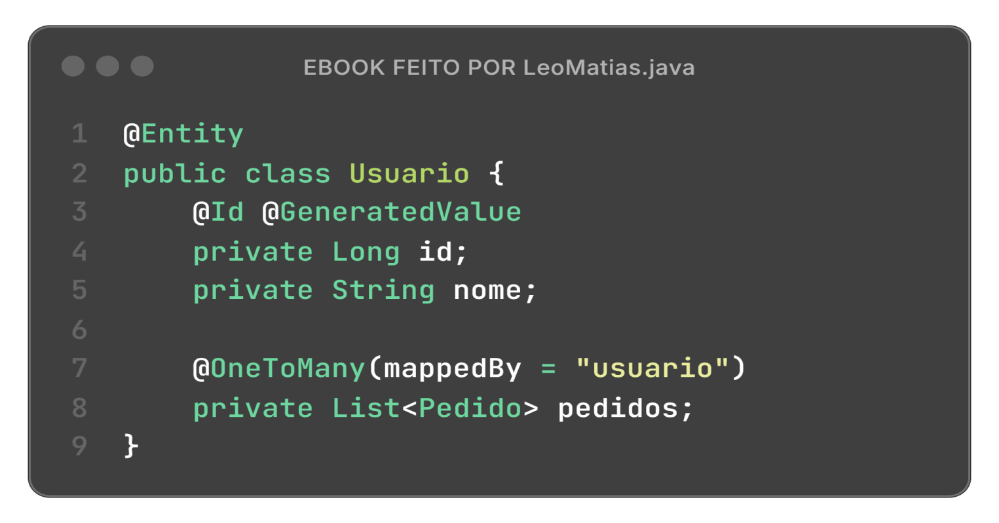 EBOOK FEITO POR LeoMatias.java
1 @Entity
2 public class Usuario {
3     @Id @GeneratedValue
4     private Long id;
5     private String nome;
6
7     @OneToMany(mappedBy = "usuario")
8     private List<Pedido> pedidos;
9 }